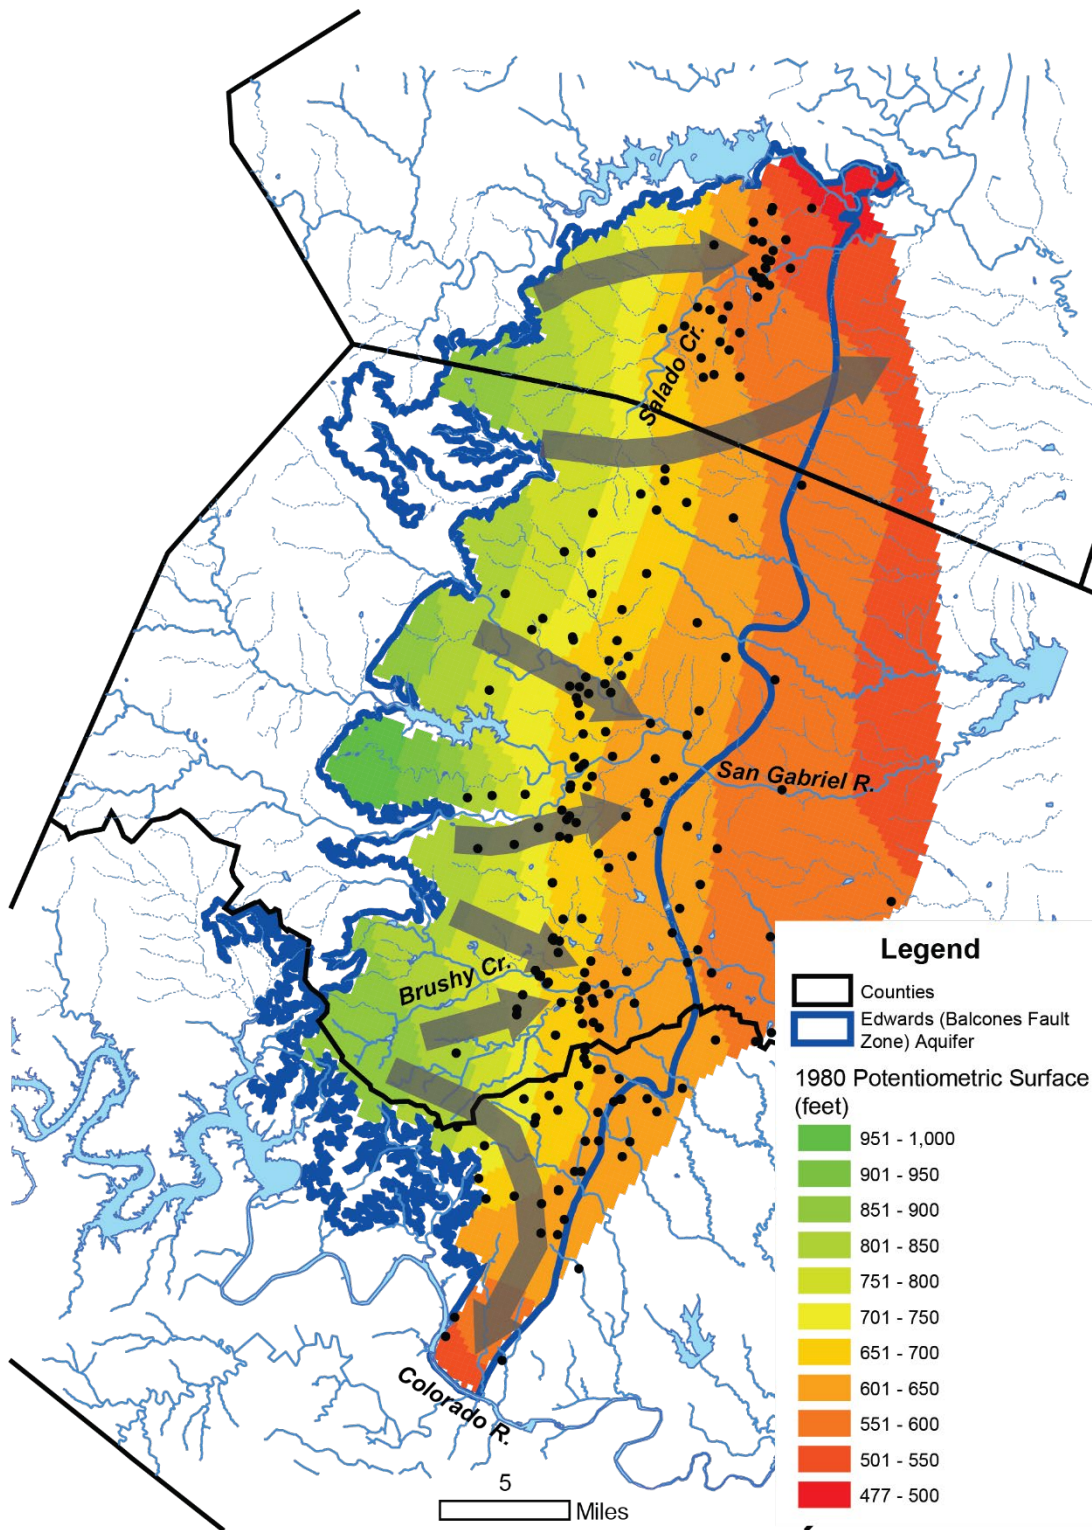 Salado Cr.
San Gabriel R.
Brushy Cr.
Colorado R.
5
Miles
Legend
Counties
Edwards (Balcones Fault
Zone) Aquifer
1980 Potentiometric Surface
(feet)
951 - 1,000
901 - 950
851 - 900
801 - 850
751 - 800
701 - 750
651 - 700
601 - 650
551 - 600
501 - 550
477 - 500